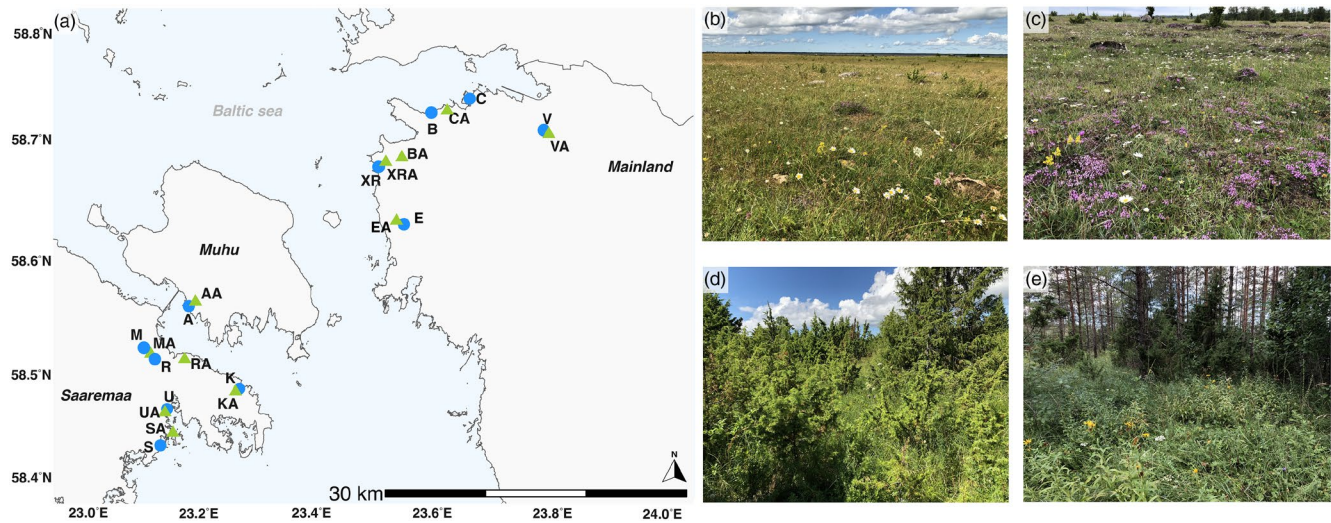 (a)
58.8°N
58.7°N
58.6°N
58.5°N
58.4°N
Baltic sea
C
B
CA
V
VA
BA
XR
XRA
Mainland
EA
E
Muhu
AA
A
M
MA
R
RA
K
KA
Saaremaa
U
UA
SA
S
N
30 km
23.0°E 23.2°E 23.4°E 23.6°E 23.8°E 24.0°E
(b)
(c)
(d)
(e)